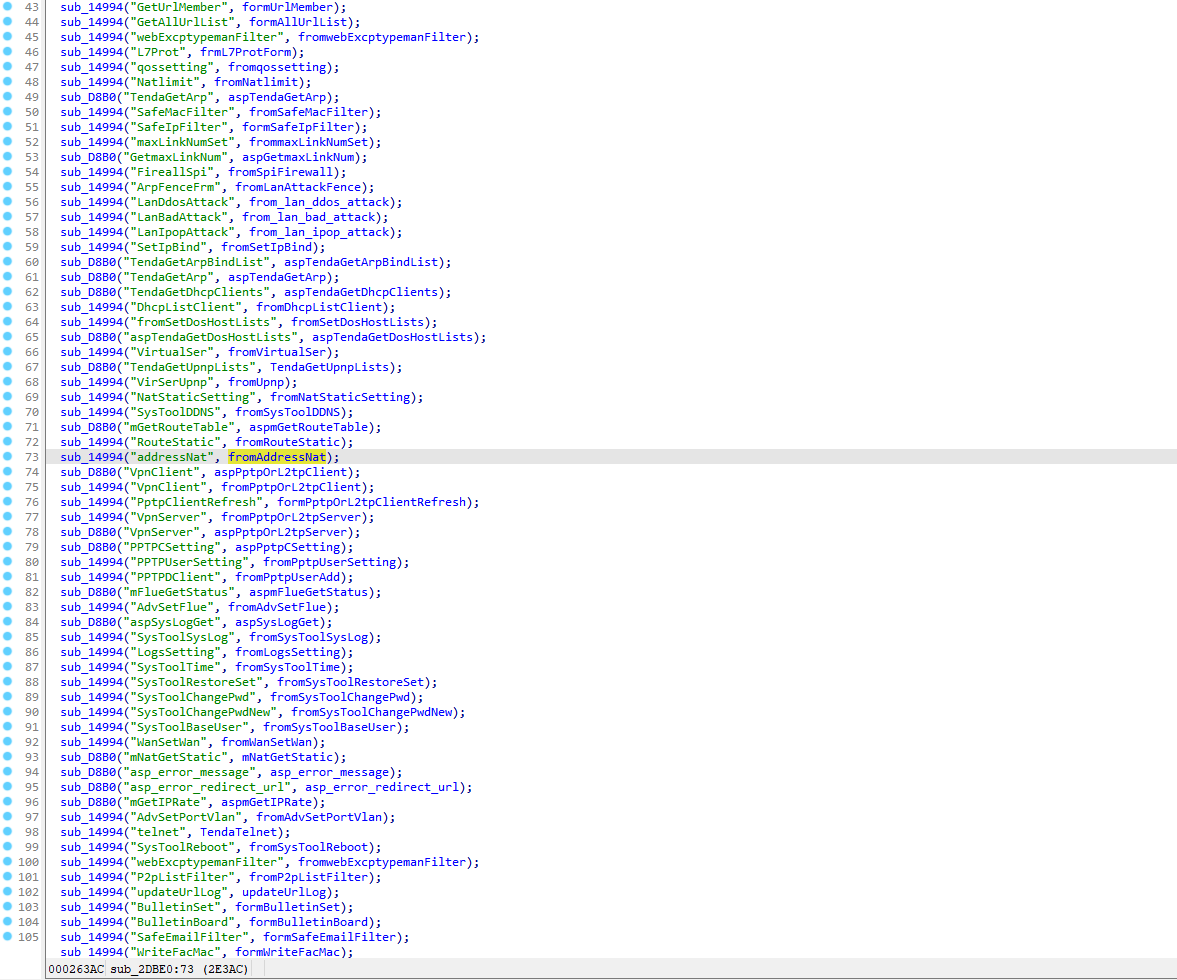 43 sub_14994("GetUrlMember", formUrlMember);
44 sub_14994("GetAllUrlList", formAllUrlList);
45 sub_14994("webExcptypemanFilter", fromwebExcptypemanFilter);
46 sub_14994("L7Prot", frmL7ProtForm);
47 sub_14994("qossetting", fromqossetting);
48 sub_14994("Natlimit", fromNatlimit);
49 sub_D8B0("TendaGetArp", aspTendaGetArp);
50 sub_14994("SafeMacFilter", fromSafeMacFilter);
51 sub_14994("SafeIpFilter", formSafeIpFilter);
52 sub_14994("maxLinkNumSet", frommaxLinkNumSet);
53 sub_D8B0("GetmaxLinkNum", aspGetmaxLinkNum);
54 sub_14994("FireallSpi", fromSpiFirewall);
55 sub_14994("ArpFenceFrm", fromLanAttackFence);
56 sub_14994("LanDdosAttack", from_lan_ddos_attack);
57 sub_14994("LanBadAttack", from_lan_bad_attack);
58 sub_14994("LanIpopAttack", from_lan_ipop_attack);
59 sub_14994("SetIpBind", fromSetIpBind);
60 sub_D8B0("TendaGetArpBindList", aspTendaGetArpBindList);
61 sub_D8B0("TendaGetArp", aspTendaGetArp);
62 sub_D8B0("TendaGetDhcpClients", aspTendaGetDhcpClients);
63 sub_14994("DhcpListClient", fromDhcpListClient);
64 sub_14994("fromSetDosHostLists", fromSetDosHostLists);
65 sub_D8B0("aspTendaGetDosHostLists", aspTendaGetDosHostLists);
66 sub_14994("VirtualSer", fromVirtualSer);
67 sub_D8B0("TendaGetUpnpLists", TendaGetUpnpLists);
68 sub_14994("VirSerUpnp", fromUpnp);
69 sub_14994("NatStaticSetting", fromNatStaticSetting);
70 sub_14994("SysToolDDNS", fromSysToolDDNS);
71 sub_D8B0("mGetRouteTable", aspmGetRouteTable);
72 sub_14994("RouteStatic", fromRouteStatic);
73 sub_14994("addressNat", fromAddressNat);
74 sub_D8B0("VpnClient", aspPptpOrL2tpClient);
75 sub_14994("VpnClient", fromPptpOrL2tpClient);
76 sub_14994("PptpClientRefresh", formPptpOrL2tpClientRefresh);
77 sub_14994("VpnServer", fromPptpOrL2tpServer);
78 sub_D8B0("VpnServer", aspPptpOrL2tpServer);
79 sub_D8B0("PPTPCSetting", aspPptpCSetting);
80 sub_14994("PPTPUserSetting", fromPptpUserSetting);
81 sub_14994("PPTPDClient", fromPptpUserAdd);
82 sub_D8B0("mFlueGetStatus", aspmFlueGetStatus);
83 sub_14994("AdvSetFlue", fromAdvSetFlue);
84 sub_D8B0("aspSysLogGet", aspSysLogGet);
85 sub_14994("SysToolSysLog", fromSysToolSysLog);
86 sub_14994("LogsSetting", fromLogsSetting);
87 sub_14994("SysToolTime", fromSysToolTime);
88 sub_14994("SysToolRestoreSet", fromSysToolRestoreSet);
89 sub_14994("SysToolChangePwd", fromSysToolChangePwd);
90 sub_14994("SysToolChangePwdNew", fromSysToolChangePwdNew);
91 sub_14994("SysToolBaseUser", fromSysToolBaseUser);
92 sub_14994("WanSetWan", fromWanSetWan);
93 sub_D8B0("mNatGetStatic", mNatGetStatic);
94 sub_D8B0("asp_error_message", asp_error_message);
95 sub_D8B0("asp_error_redirect_url", asp_error_redirect_url);
96 sub_D8B0("mGetIPRate", aspmGetIPRate);
97 sub_14994("AdvSetPortVlan", fromAdvSetPortVlan);
98 sub_14994("telnet", TendaTelnet);
99 sub_14994("SysToolReboot", fromSysToolReboot);
100 sub_14994("webExcptypemanFilter", fromwebExcptypemanFilter);
101 sub_14994("P2pListFilter", fromP2pListFilter);
102 sub_14994("updateUrlLog", updateUrlLog);
103 sub_14994("BulletinSet", formBulletinSet);
104 sub_14994("BulletinBoard", formBulletinBoard);
105 sub_14994("SafeEmailFilter", formSafeEmailFilter);
sub_14994("WriteFacMac", formWriteFacMac);
000263AC sub_2DBE0:73 (2E3AC)